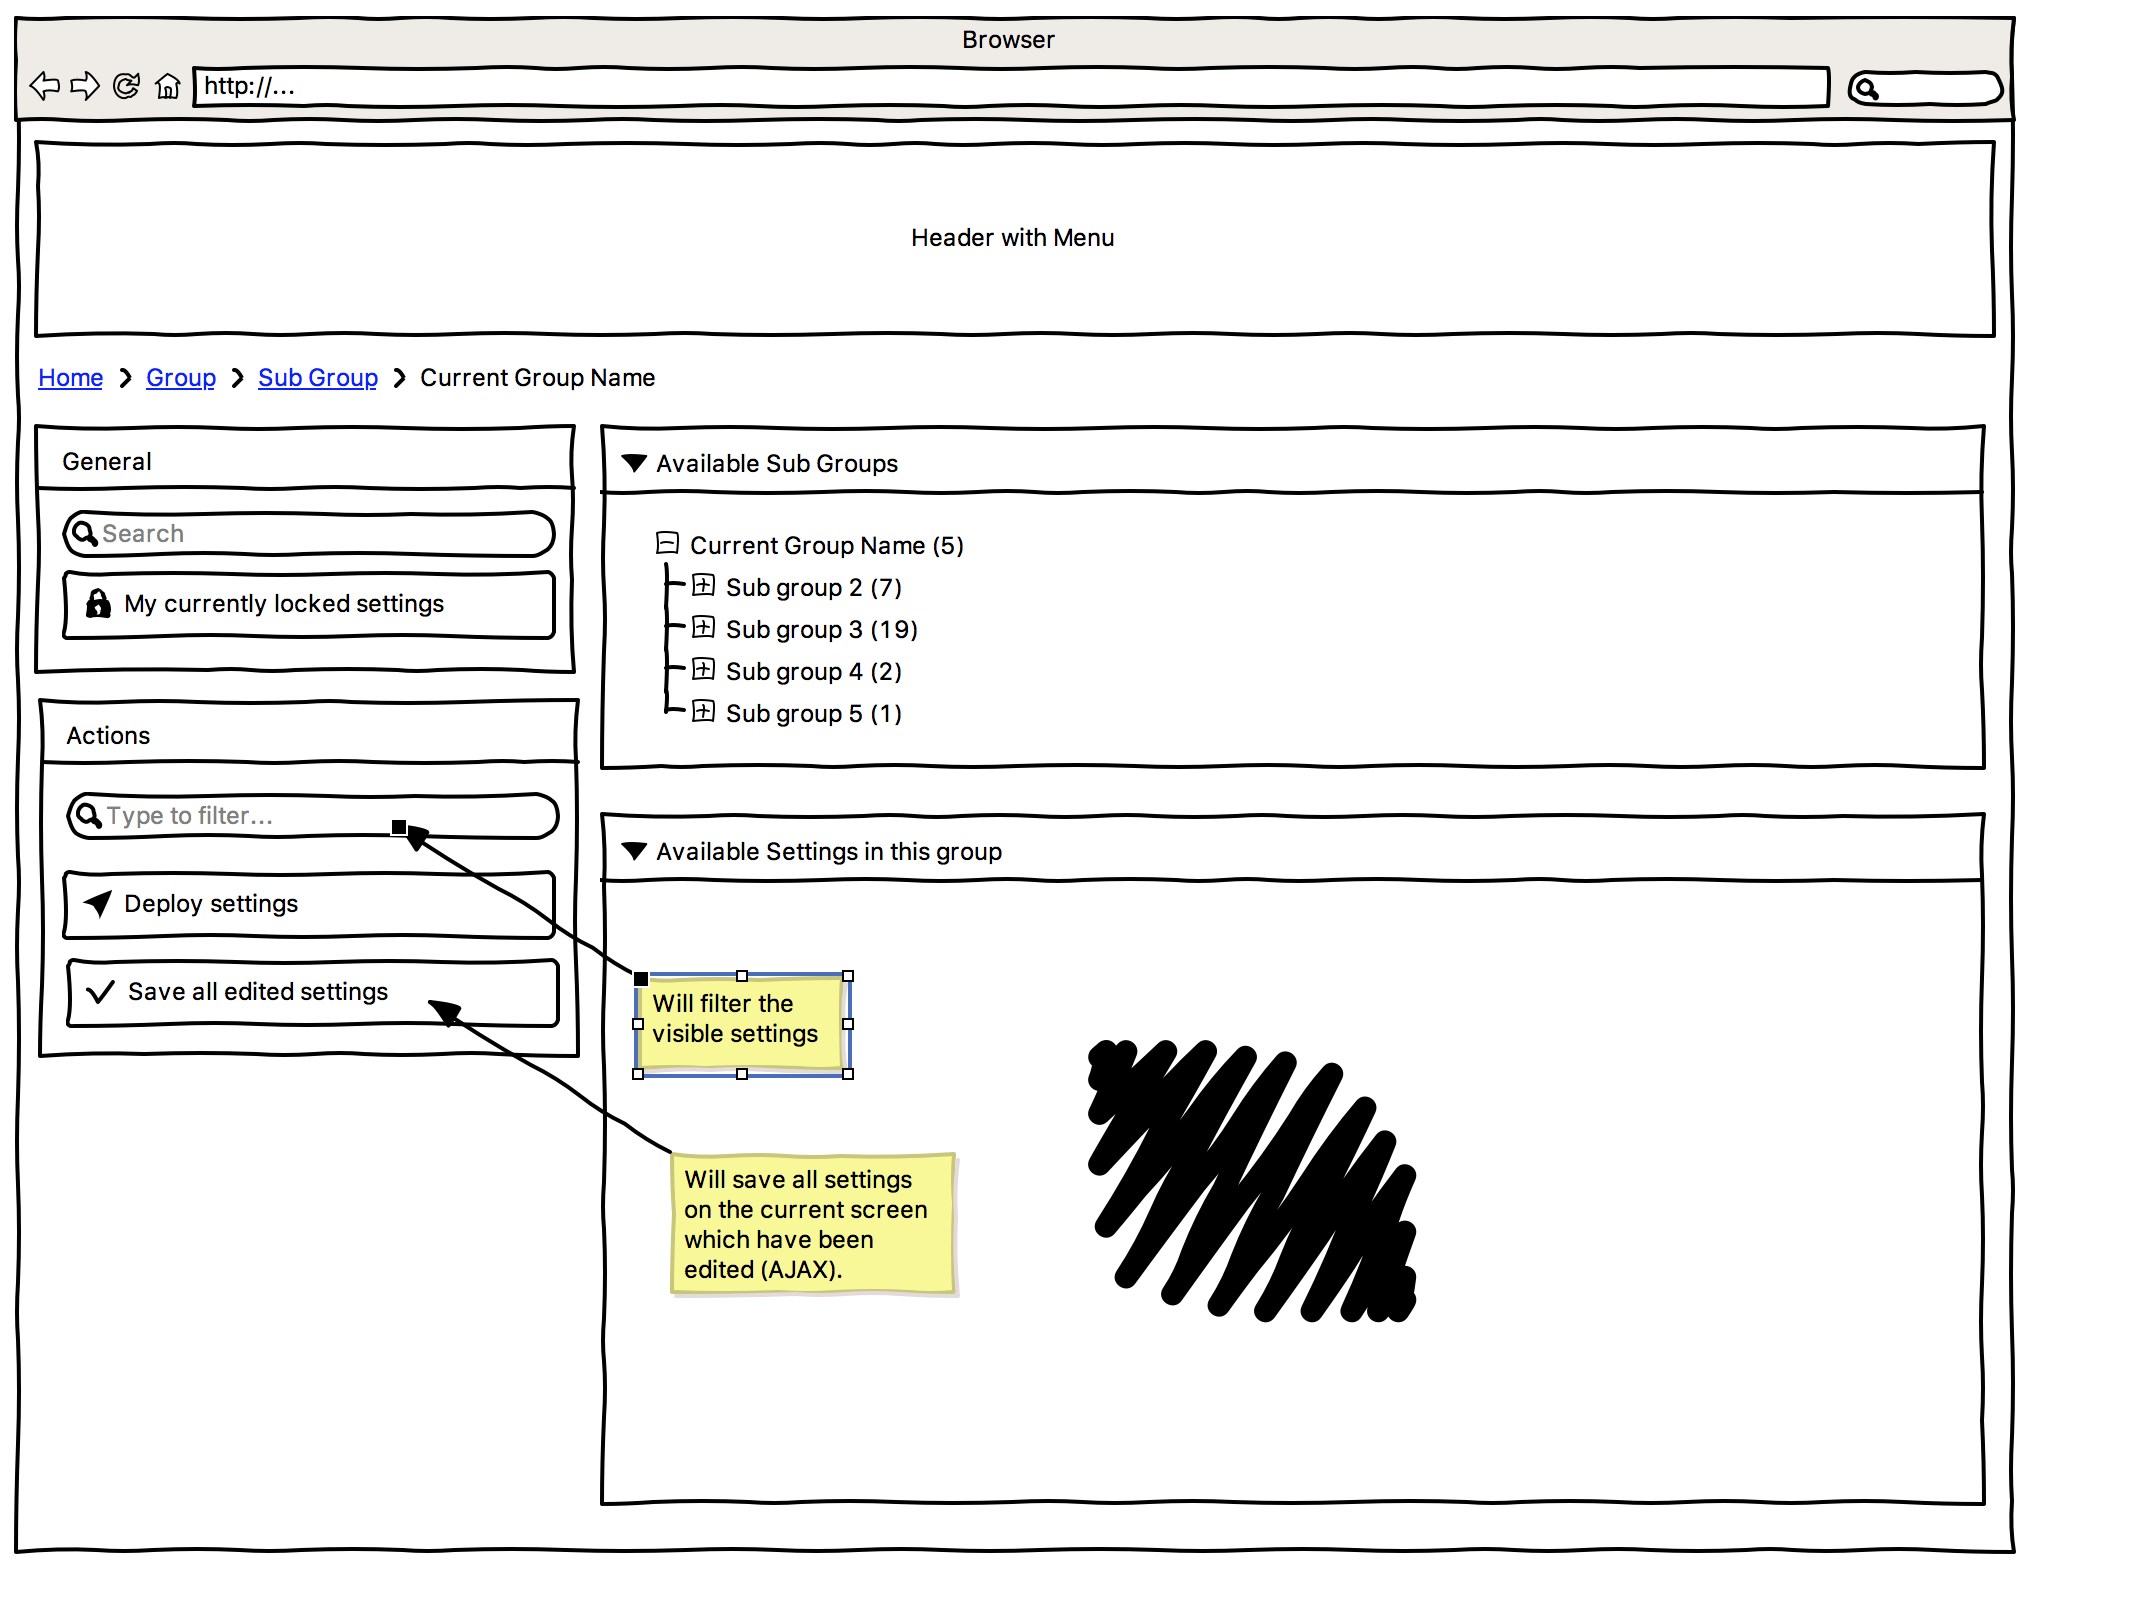 Browser
http://...
Header with Menu
Home Group Sub Group Current Group Name
General
Search
My currently locked settings
Actions
Type to filter...
Deploy settings
Save all edited settings
Available Sub Groups
Current Group Name (5)
Sub group 2 (7)
Sub group 3 (19)
Sub group 4 (2)
Sub group 5 (1)
Available Settings in this group
Will filter the
visible settings
Will save all settings
on the current screen
which have been
edited (AJAX).